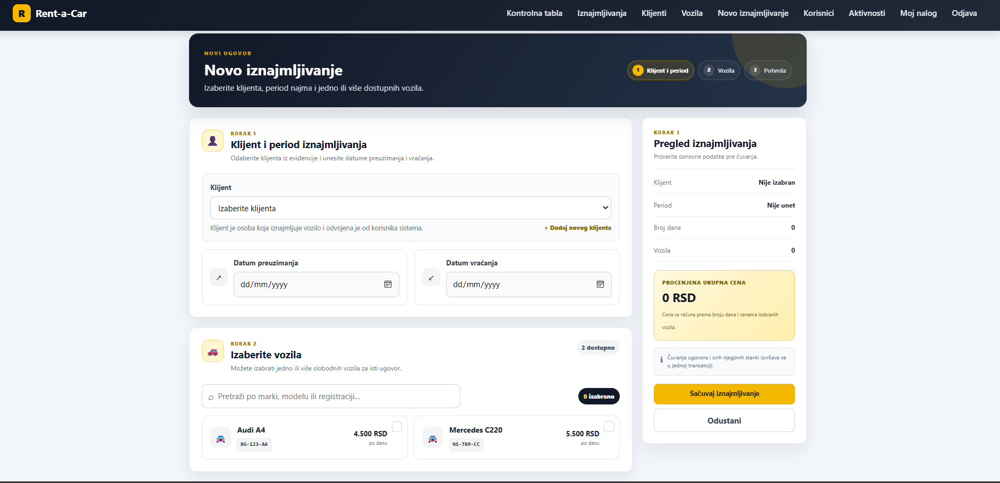 R Rent-a-Car
Kontrolna tabla Iznajmljivanja Klijenti Vozila Novo iznajmljivanje Korisnici Aktivnosti Moj nalog Odjava
NOVI UGOVOR
Novo iznajmljivanje
Izaberite klijenta, period najma i jedno ili više dostupnih vozila.
1 Klijent i period
2 Vozila
3 Potvrda
KORAK 1
Klijent i period iznajmljivanja
Odaberite klijenta iz evidencije i unesite datume preuzimanja i vraćanja.
Klijent
Izaberite klijenta
Klijent je osoba koja iznajmljuje vozilo i odvojena je od korisnika sistema.
+ Dodaj novog klijenta
Datum preuzimanja
dd/mm/yyyy
Datum vraćanja
dd/mm/yyyy
KORAK 2
Izaberite vozila
Možete izabrati jedno ili više slobodnih vozila za isti ugovor.
2 dostupno
Pretraži po marki, modelu ili registraciji...
0 izabrano
Audi A4
BG-123-AA
4.500 RSD
po danu
Mercedes C220
NS-789-CC
5.500 RSD
po danu
KORAK 3
Pregled iznajmljivanja
Proverite osnovne podatke pre čuvanja.
Klijent Nije izabran
Period Nije unet
Broj dana 0
Vozila 0
PROCENJENA UKUPNA CENA
0 RSD
Cena se računa prema broju dana i cenama izabranih
vozila.
i Čuvanje ugovora i svih njegovih stavki izvršava se
u jednoj transakciji.
Sačuvaj iznajmljivanje
Odustani